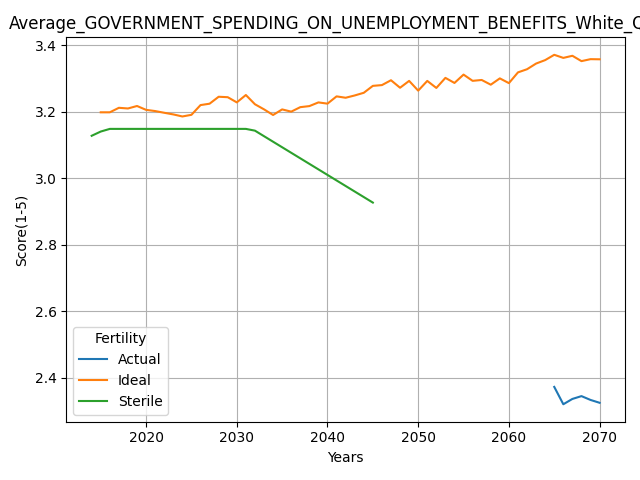 Average_GOVERNMENT_SPENDING_ON_UNEMPLOYMENT_BENEFITS_White_
3.4
3.2
3.0
2.8
2.6
2.4
Score(1-5)
Fertility
Actual
Ideal
Sterile
2020 2030 2040 2050 2060 2070
Years